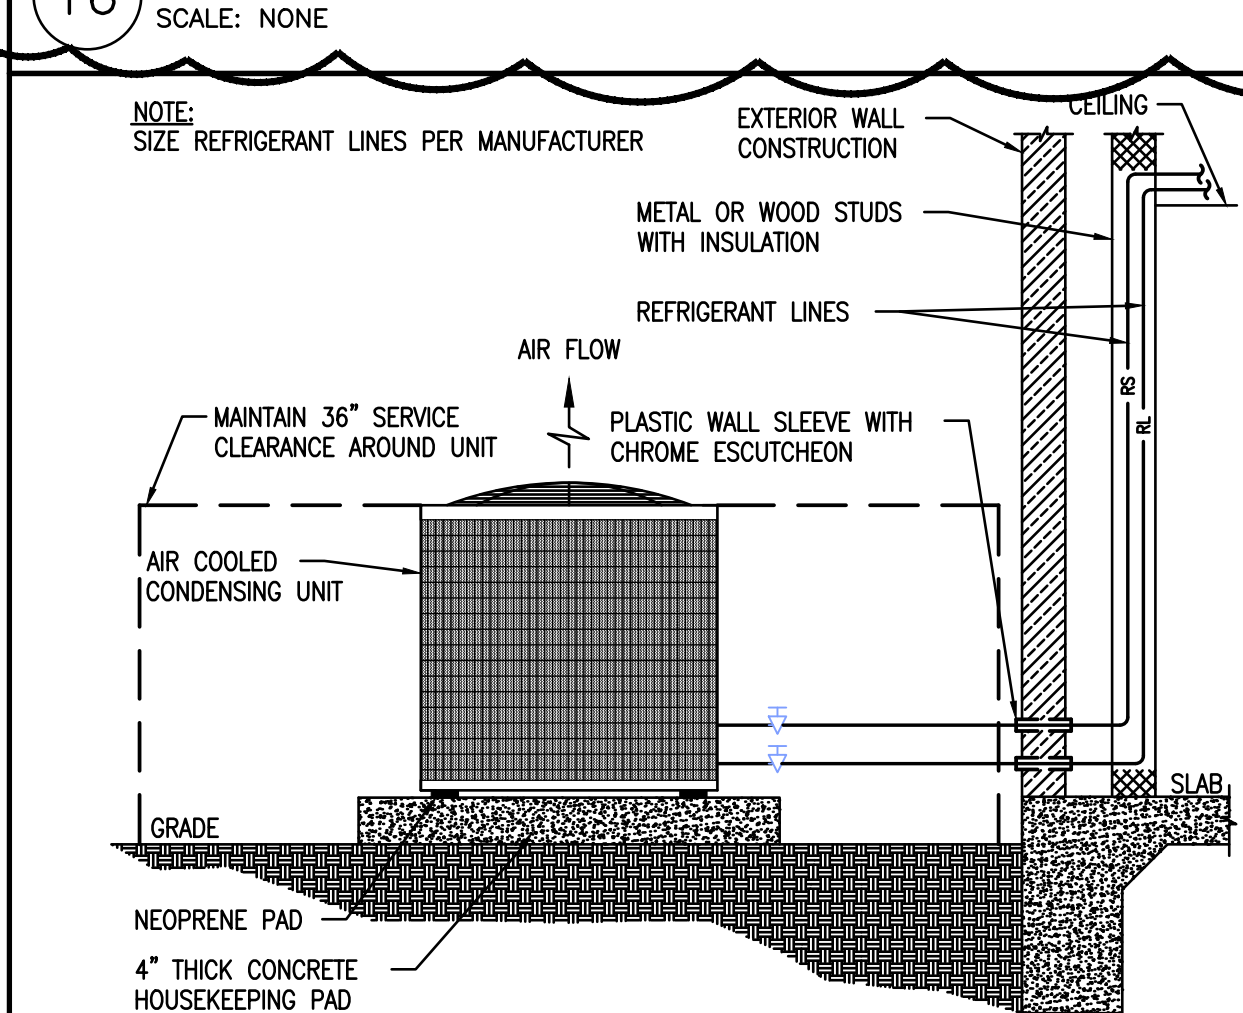 SCALE: NONE
NOTE:
SIZE REFRIGERANT LINES PER MANUFACTURER
EXTERIOR WALL
CONSTRUCTION
CEILING
METAL OR WOOD STUDS
WITH INSULATION
REFRIGERANT LINES
AIR FLOW
RS
RL
MAINTAIN 36" SERVICE
CLEARANCE AROUND UNIT
PLASTIC WALL SLEEVE WITH
CHROME ESCUTCHEON
AIR COOLED
CONDENSING UNIT
SLAB
GRADE
NEOPRENE PAD
4" THICK CONCRETE
HOUSEKEEPING PAD